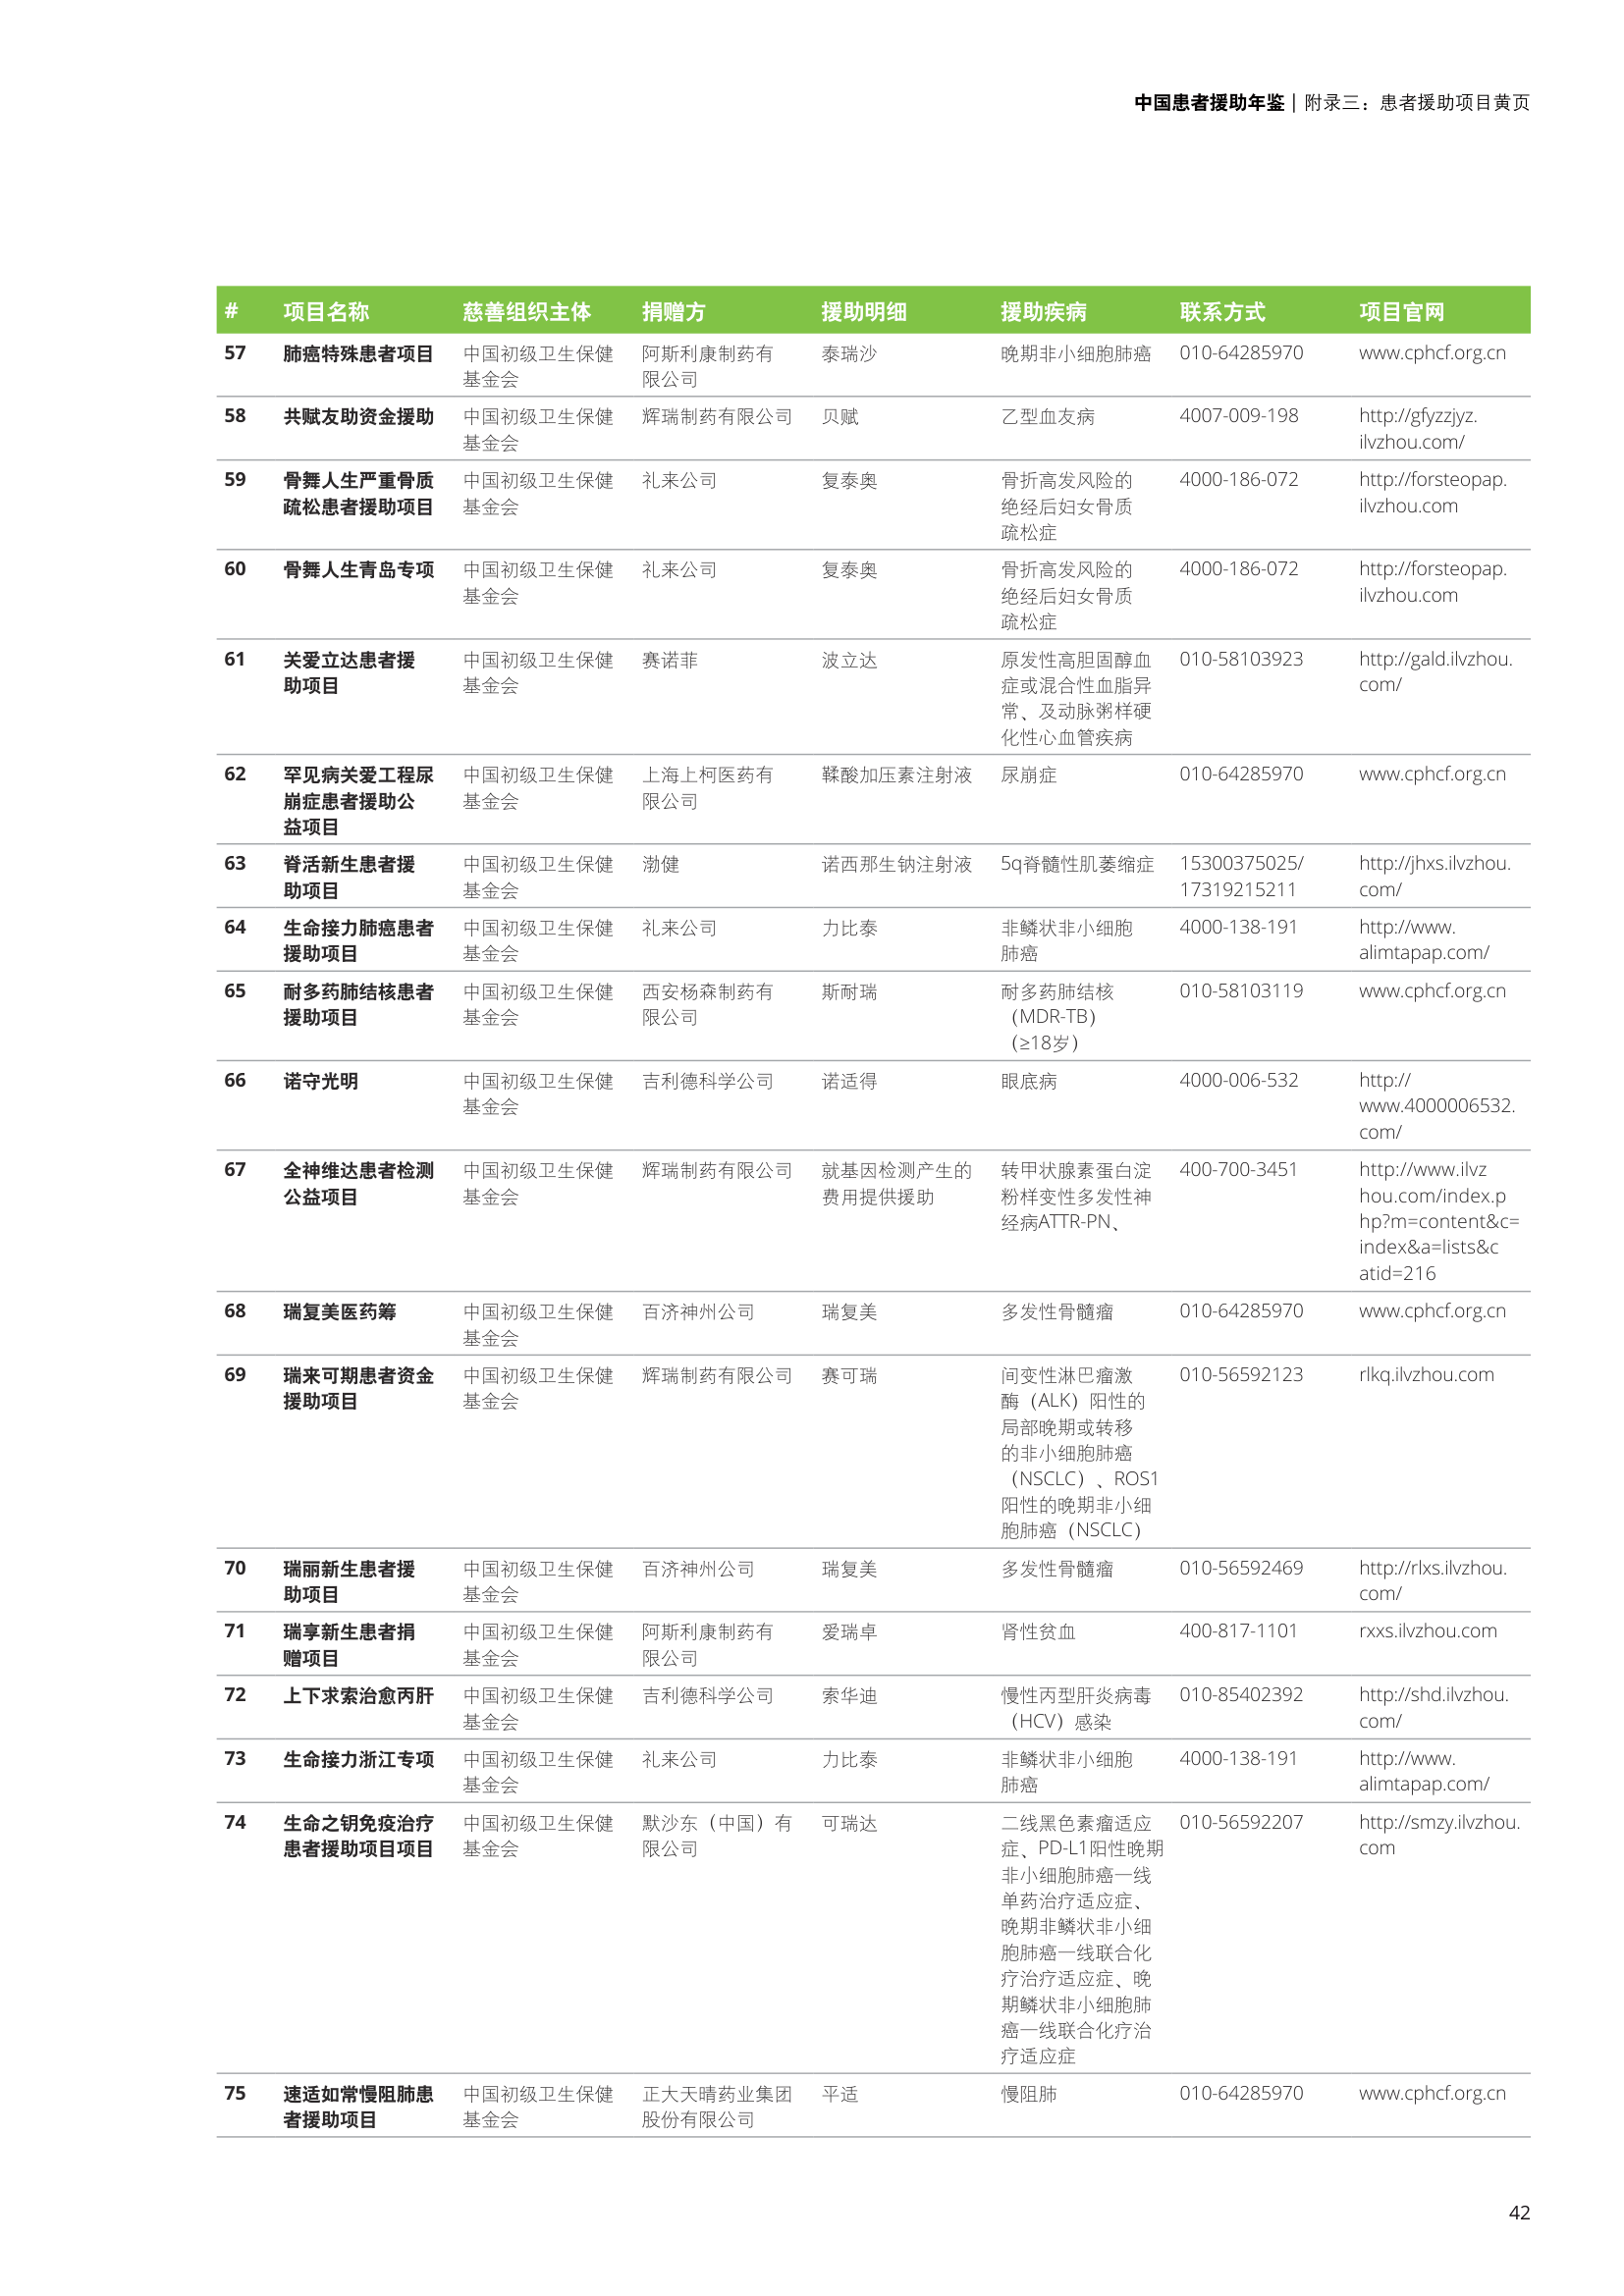 中国患者援助年鉴 | 附录三：患者援助项目黄页
# 项目名称 慈善组织主体 捐赠方 援助明细 援助疾病 联系方式 项目官网
57 肺癌特殊患者项目 中国初级卫生保健 阿斯利康制药有 泰瑞沙 晚期非小细胞肺癌 010-64285970 www.cphcf.org.cn
基金会 限公司
58 共赋友助资金援助 中国初级卫生保健 辉瑞制药有限公司 贝赋 乙型血友病 4007-009-198 http://gfyzzjyz.
基金会 ilvzhou.com/
59 骨舞人生严重骨质 中国初级卫生保健 礼来公司 复泰奥 骨折高发风险的 4000-186-072 http://forsteopap.
疏松患者援助项目 基金会 绝经后妇女骨质 ilvzhou.com
疏松症
60 骨舞人生青岛专项 中国初级卫生保健 礼来公司 复泰奥 骨折高发风险的 4000-186-072 http://forsteopap.
基金会 绝经后妇女骨质 ilvzhou.com
疏松症
61 关爱立达患者援 中国初级卫生保健 赛诺菲 波立达 原发性高胆固醇血 010-58103923 http://gald.ilvzhou.
助项目 基金会 症或混合性血脂异 com/
常、及动脉粥样硬
化性心血管疾病
62 罕见病关爱工程尿 中国初级卫生保健 上海上柯医药有 鞣酸加压素注射液 尿崩症 010-64285970 www.cphcf.org.cn
崩症患者援助公 基金会 限公司
益项目
63 脊活新生患者援 中国初级卫生保健 渤健 诺西那生钠注射液 5q脊髓性肌萎缩症 15300375025/ http://jhxs.ilvzhou.
助项目 基金会 17319215211 com/
64 生命接力肺癌患者 中国初级卫生保健 礼来公司 力比泰 非鳞状非小细胞 4000-138-191 http://www.
援助项目 基金会 肺癌 alimtapap.com/
65 耐多药肺结核患者 中国初级卫生保健 西安杨森制药有 斯耐瑞 耐多药肺结核 010-58103119 www.cphcf.org.cn
援助项目 基金会 限公司 （MDR-TB）
（≥18岁）
66 诺守光明 中国初级卫生保健 吉利德科学公司 诺适得 眼底病 4000-006-532 http://
基金会 www.4000006532.
com/
67 全神维达患者检测 中国初级卫生保健 辉瑞制药有限公司 就基因检测产生的 转甲状腺素蛋白淀 400-700-3451 http://www.ilvz
公益项目 基金会 费用提供援助 粉样变性多发性神 hou.com/index.p
经病ATTR-PN、 hp?m=content&c=
index&a=lists&c
atid=216
68 瑞复美医药筹 中国初级卫生保健 百济神州公司 瑞复美 多发性骨髓瘤 010-64285970 www.cphcf.org.cn
基金会
69 瑞来可期患者资金 中国初级卫生保健 辉瑞制药有限公司 赛可瑞 间变性淋巴瘤激 010-56592123 rlkq.ilvzhou.com
援助项目 基金会 酶（ALK）阳性的
局部晚期或转移
的非小细胞肺癌
（NSCLC）、ROS1
阳性的晚期非小细
胞肺癌（NSCLC）
70 瑞丽新生患者援 中国初级卫生保健 百济神州公司 瑞复美 多发性骨髓瘤 010-56592469 http://rlxs.ilvzhou.
助项目 基金会 com/
71 瑞享新生患者捐 中国初级卫生保健 阿斯利康制药有 爱瑞卓 肾性贫血 400-817-1101 rxxs.ilvzhou.com
赠项目 基金会 限公司
72 上下求索治愈丙肝 中国初级卫生保健 吉利德科学公司 索华迪 慢性丙型肝炎病毒 010-85402392 http://shd.ilvzhou.
基金会 （HCV）感染 com/
73 生命接力浙江专项 中国初级卫生保健 礼来公司 力比泰 非鳞状非小细胞 4000-138-191 http://www.
基金会 肺癌 alimtapap.com/
74 生命之钥免疫治疗 中国初级卫生保健 默沙东（中国）有 可瑞达 二线黑色素瘤适应 010-56592207 http://smzy.ilvzhou.
患者援助项目项目 基金会 限公司 症、PD-L1阳性晚期 com
非小细胞肺癌一线
单药治疗适应症、
晚期非鳞状非小细
胞肺癌一线联合化
疗治疗适应症、晚
期鳞状非小细胞肺
癌一线联合化疗治
疗适应症
75 速适如常慢阻肺患 中国初级卫生保健 正大天晴药业集团 平适 慢阻肺 010-64285970 www.cphcf.org.cn
者援助项目 基金会 股份有限公司
42